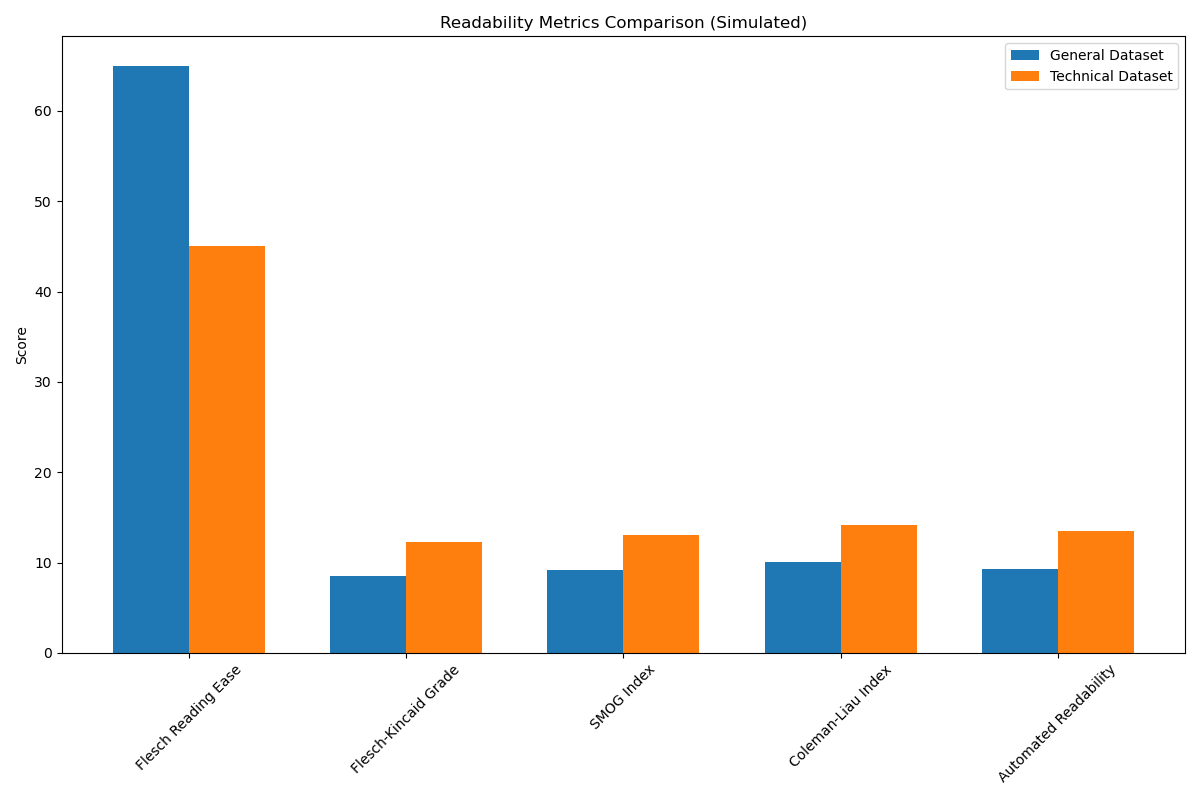 Readability Metrics Comparison (Simulated)
General Dataset
Technical Dataset
Score
60
50
40
30
20
10
0
Flesch Reading Ease
Flesch-Kincaid Grade
SMOG Index
Coleman-Liau Index
Automated Readability